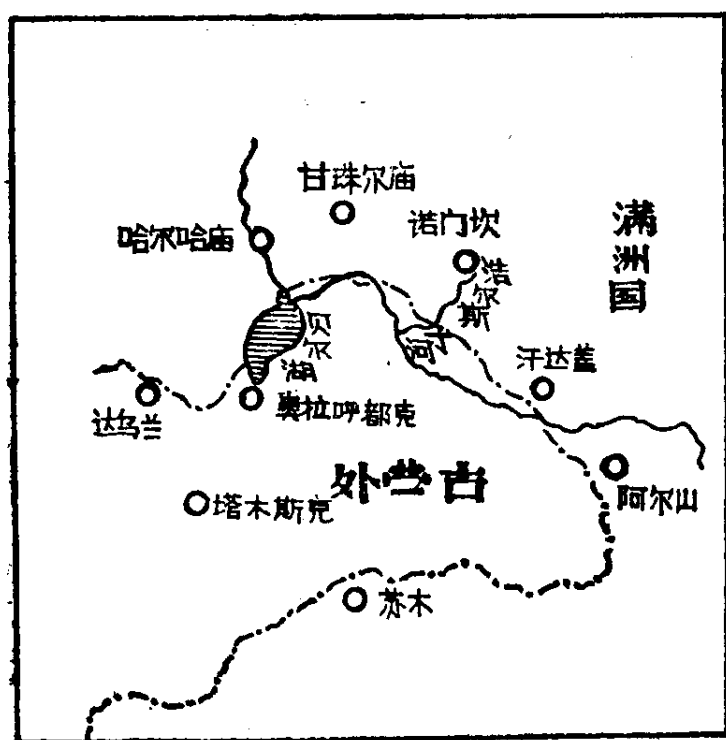 甘珠尔庙
诺门坎
满洲国
哈尔哈庙
浩尔斯
河
贝尔湖
汗达盖
达乌兰
奥拉呼都克
外蒙古
塔木斯克
阿尔山
苏木